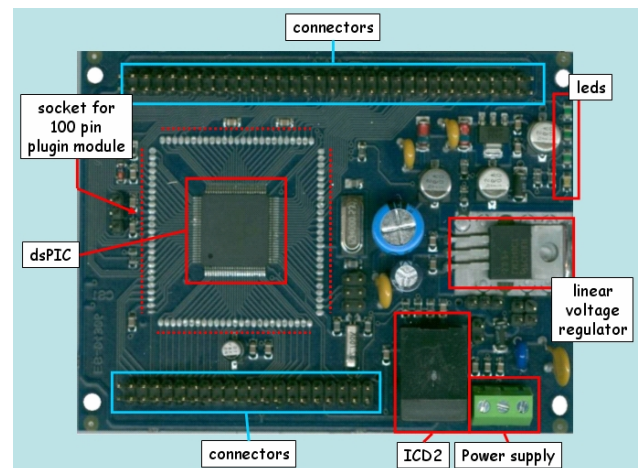 connectors
leds
socket for
100 pin
plugin module
dsPIC
linear
voltage
regulator
connectors
ICD2
Power supply